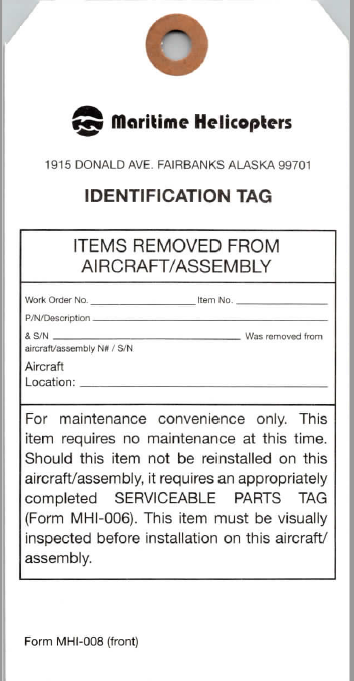 Maritime Helicopters
1915 DONALD AVE. FAIRBANKS ALASKA 99701
IDENTIFICATION TAG
ITEMS REMOVED FROM
AIRCRAFT/ASSEMBLY
Work Order No. Item No.
P/N/Description
& S/N Was removed from
aircraft/assembly N# / S/N
Aircraft
Location:
For maintenance convenience only. This
item requires no maintenance at this time.
Should this item not be reinstalled on this
aircraft/assembly, it requires an appropriately
completed SERVICEABLE PARTS TAG
(Form MHI-006). This item must be visually
inspected before installation on this aircraft/
assembly.
Form MHI-008 (front)